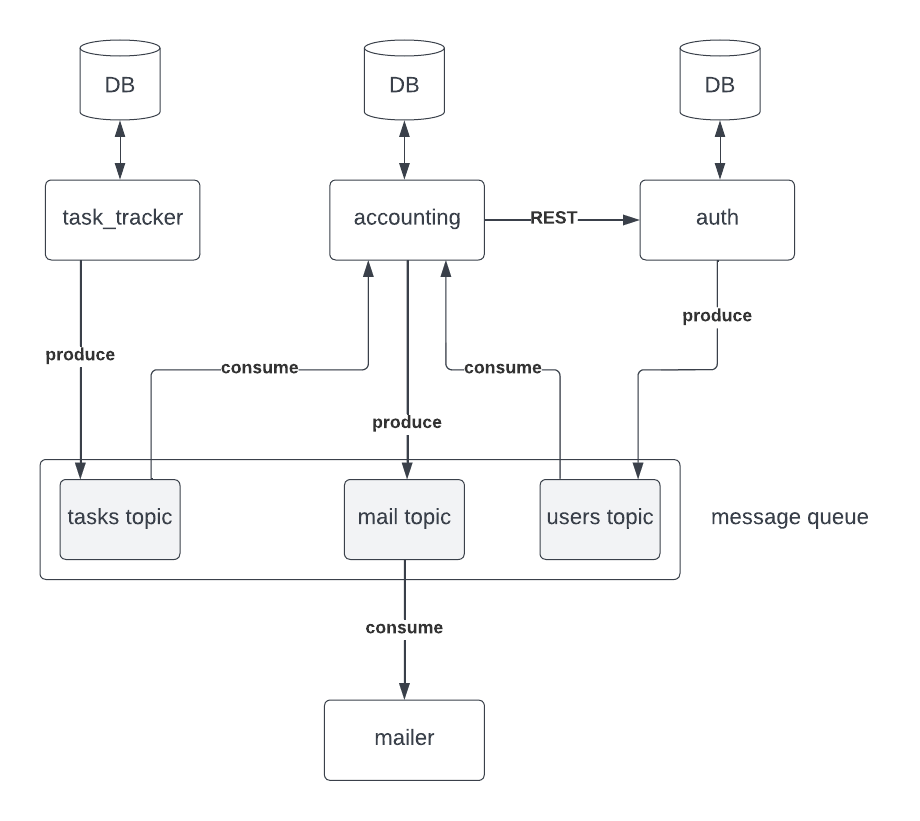 DB
DB
DB
task_tracker
accounting
REST
auth
produce
produce
consume
consume
produce
tasks topic
mail topic
users topic
message queue
consume
mailer